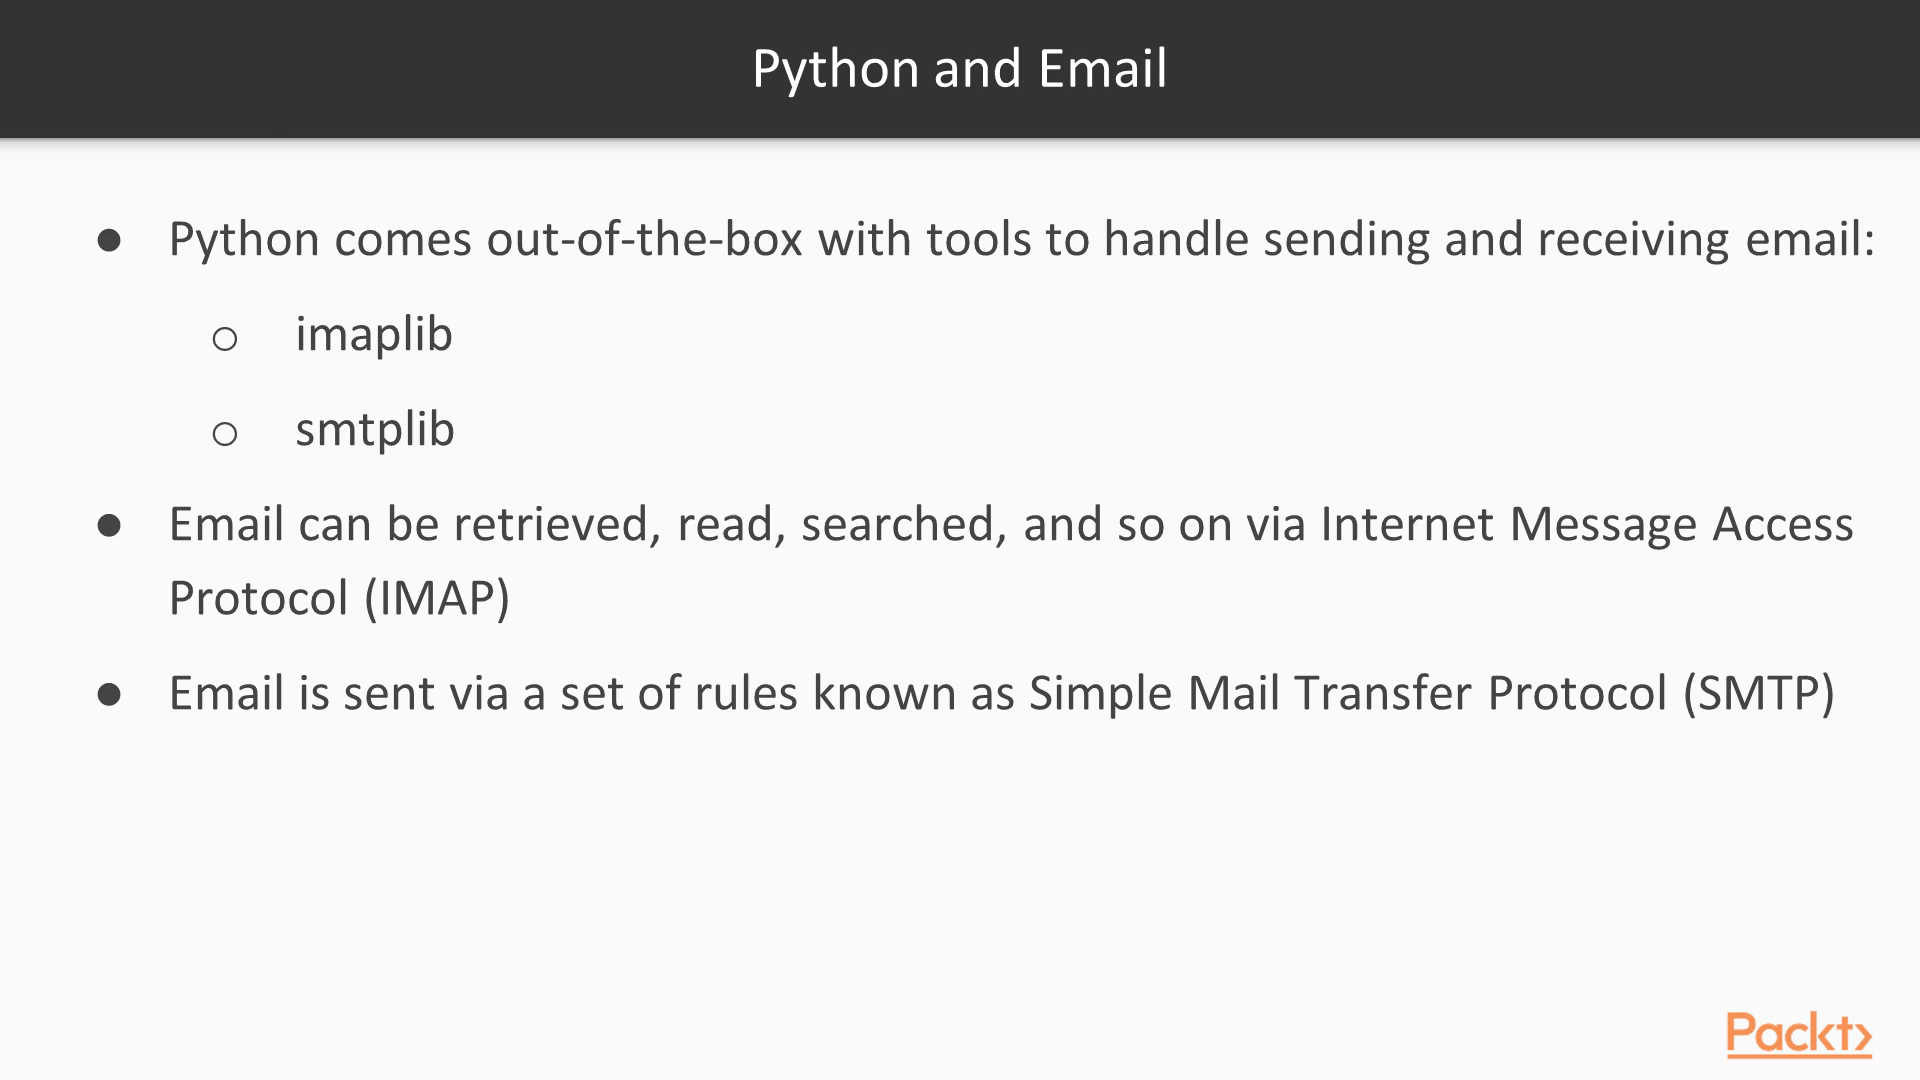 Python and Email
● Python comes out-of-the-box with tools to handle sending and receiving email:
○ imaplib
○ smtplib
● Email can be retrieved, read, searched, and so on via Internet Message Access
Protocol (IMAP)
● Email is sent via a set of rules known as Simple Mail Transfer Protocol (SMTP)
Packt>